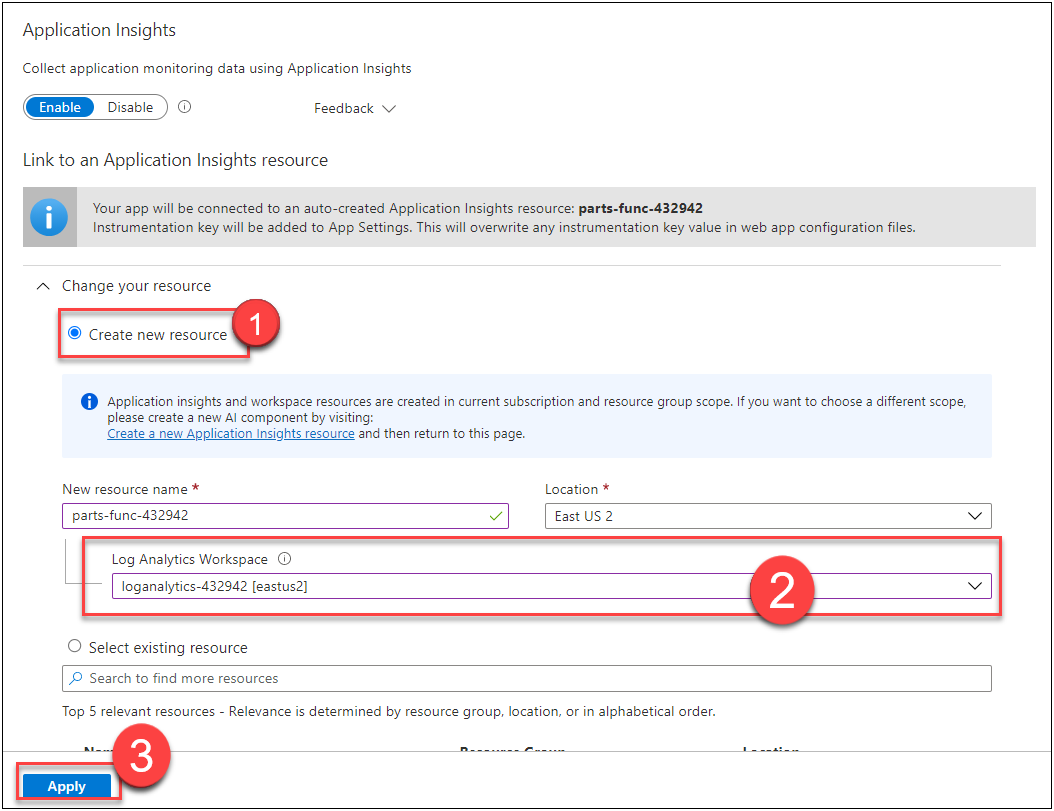 Application Insights
Collect application monitoring data using Application Insights
Enable Disable Feedback
Link to an Application Insights resource
Your app will be connected to an auto-created Application Insights resource: parts-func-432942
Instrumentation key will be added to App Settings. This will overwrite any instrumentation key value in web app configuration files.
Change your resource
Create new resource 1
Application insights and workspace resources are created in current subscription and resource group scope. If you want to choose a different scope,
please create a new AI component by visiting:
Create a new Application Insights resource and then return to this page.
New resource name * Location *
parts-func-432942 East US 2
Log Analytics Workspace
loganalytics-432942 [eastus2] 2
Select existing resource
Search to find more resources
Top 5 relevant resources - Relevance is determined by resource group, location, or in alphabetical order.
Resource Group Location
3
Apply